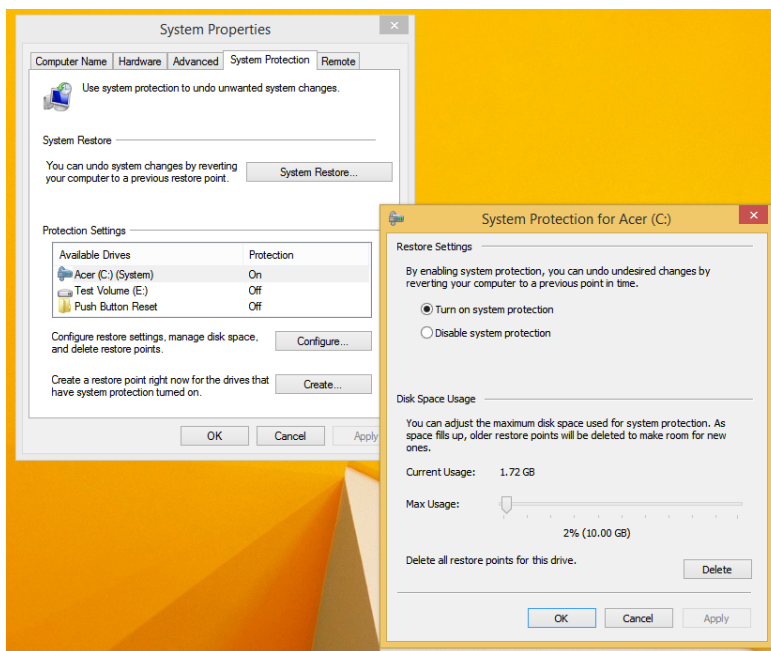 System Properties
Computer Name Hardware Advanced System Protection Remote
Use system protection to undo unwanted system changes.
System Restore
You can undo system changes by reverting
your computer to a previous restore point.
System Restore...
Protection Settings
Available Drives Protection
Acer (C:) (System) On
Test Volume (E:) Off
Push Button Reset Off
Configure restore settings, manage disk space,
and delete restore points.
Configure...
Create a restore point right now for the drives that
have system protection turned on.
Create...
OK Cancel Apply
System Protection for Acer (C:)
Restore Settings
By enabling system protection, you can undo undesired changes by
reverting your computer to a previous point in time.
Turn on system protection
Disable system protection
Disk Space Usage
You can adjust the maximum disk space used for system protection. As
space fills up, older restore points will be deleted to make room for new
ones.
Current Usage: 1.72 GB
Max Usage:
2% (10.00 GB)
Delete all restore points for this drive.
Delete
OK Cancel Apply